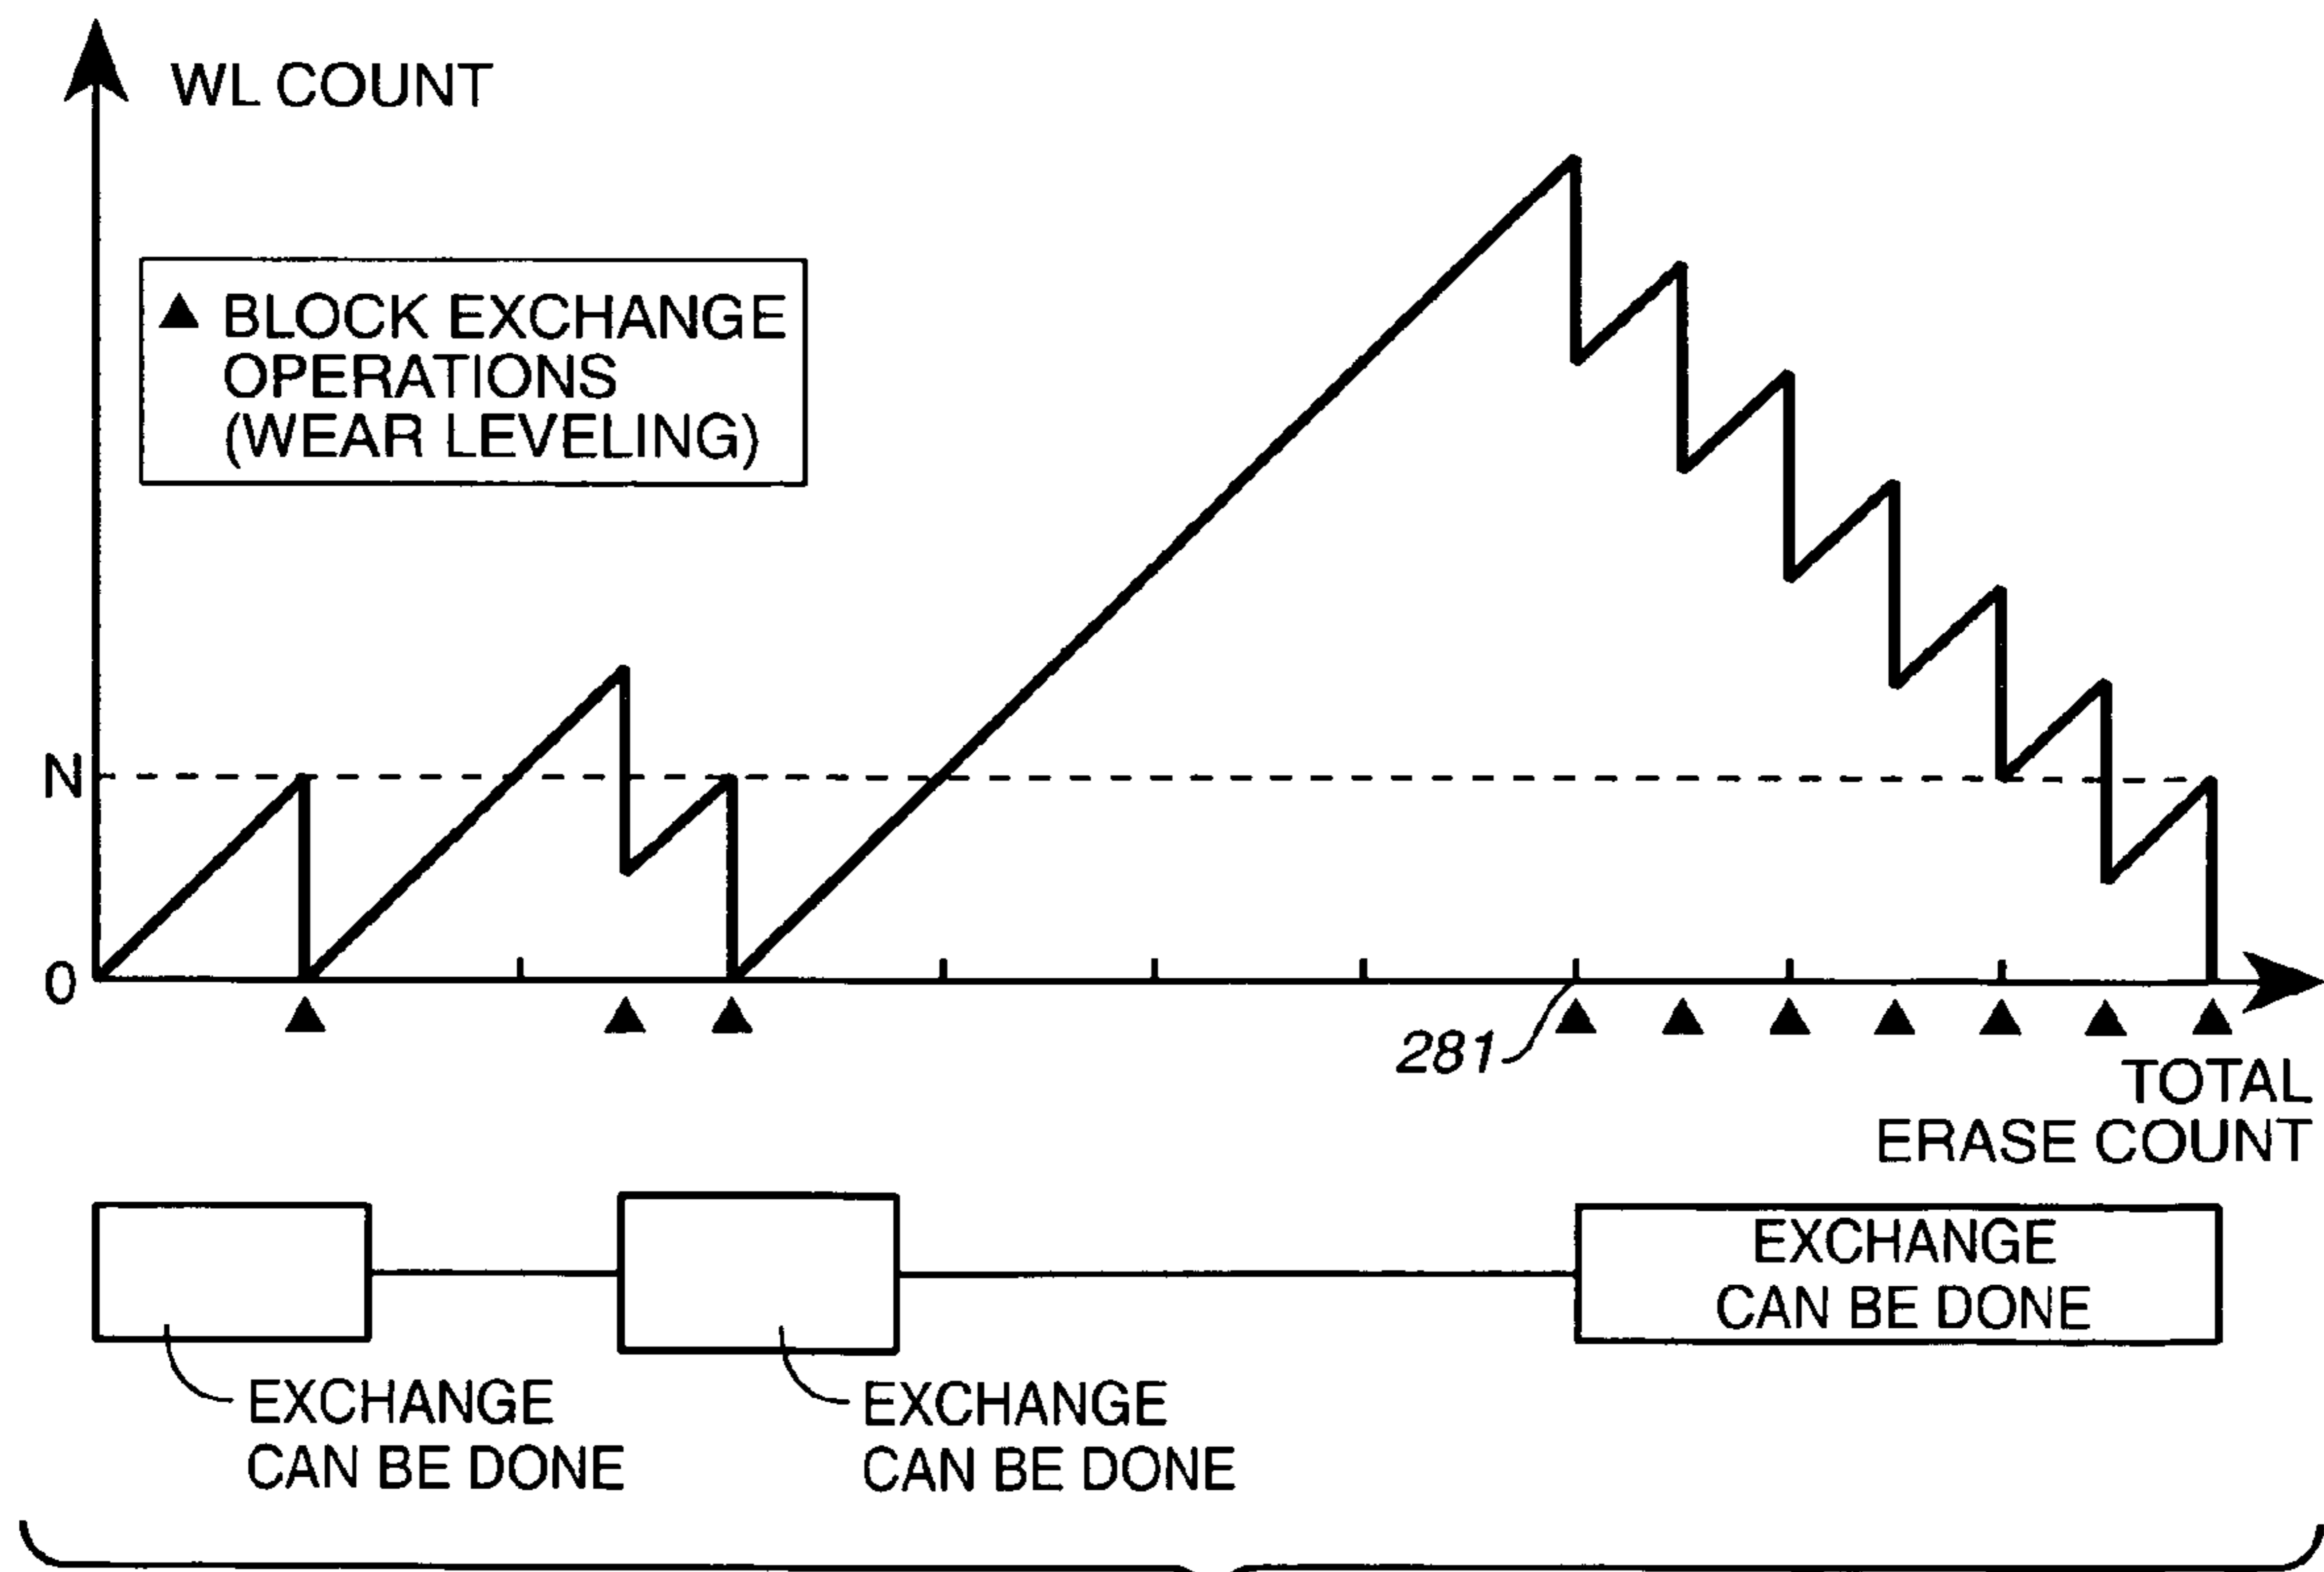 WL COUNT
▲ BLOCK EXCHANGE
OPERATIONS
(WEAR LEVELING)
N
0
281
TOTAL
ERASE COUNT
EXCHANGE
CAN BE DONE
EXCHANGE
CAN BE DONE
EXCHANGE
CAN BE DONE